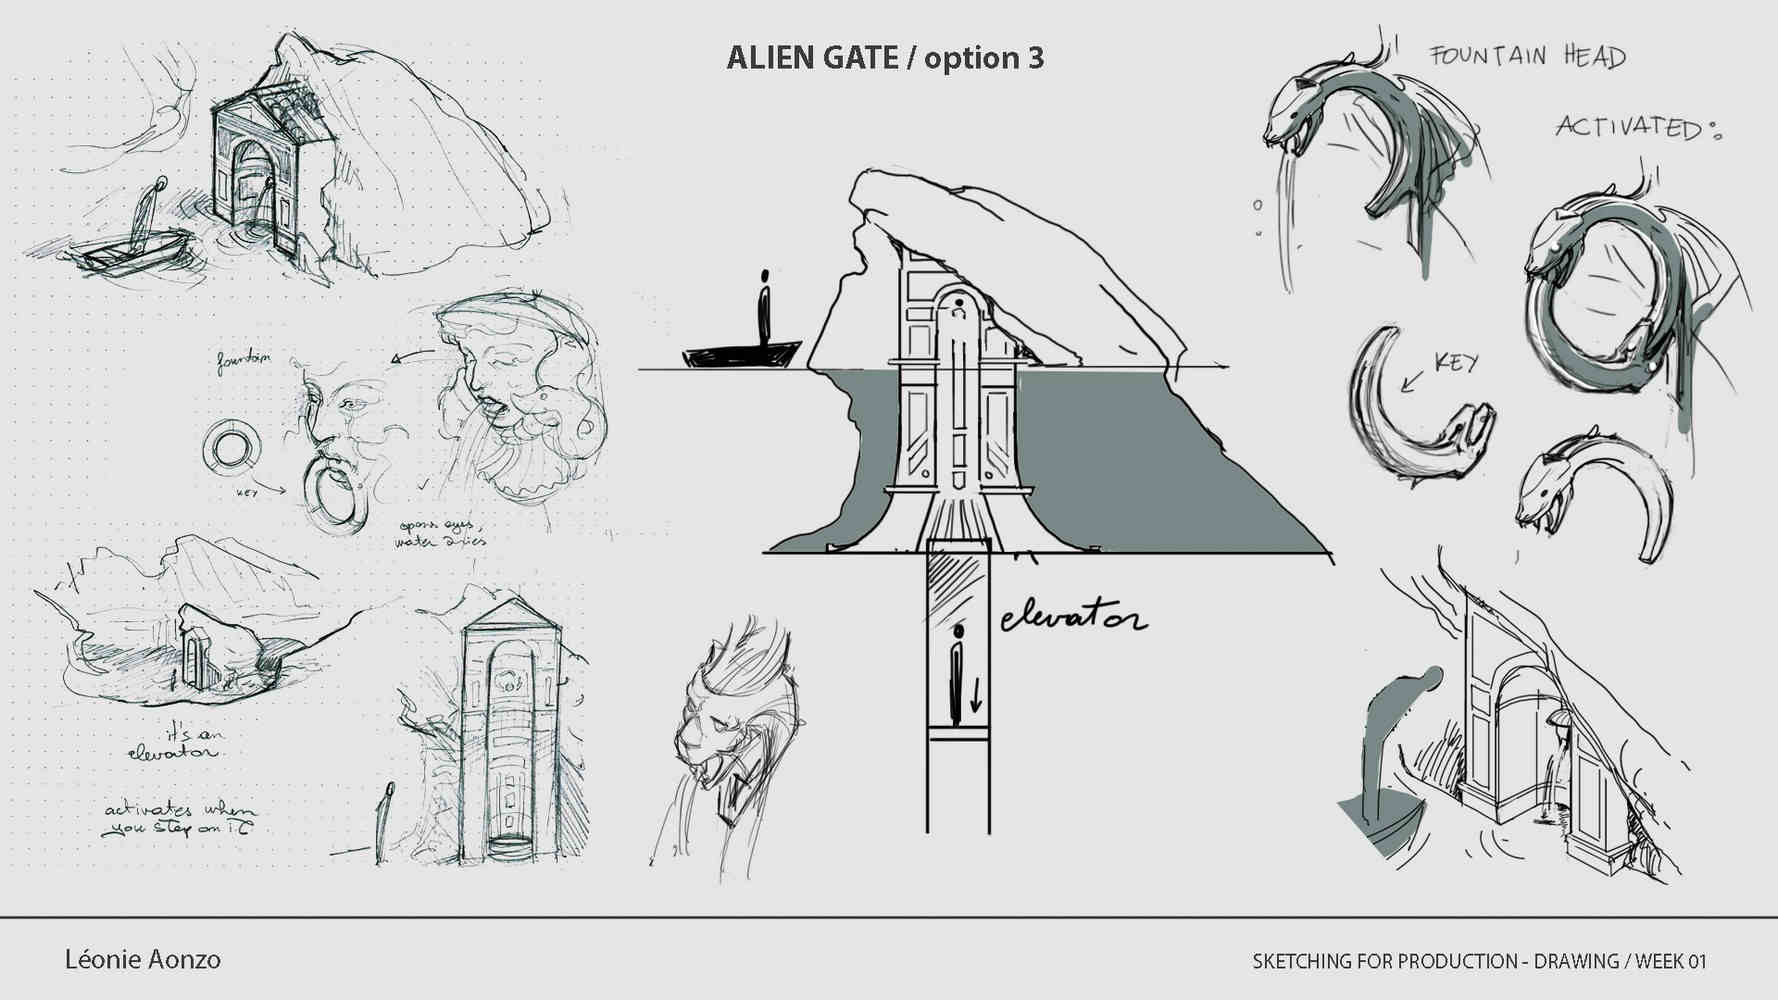 ALIEN GATE / option 3
FOUNTAIN HEAD
ACTIVATED:
fountain
KEY
KEY
opens eyes,
water dries
elevator
it's an
elevator
activates when
you step on it
Léonie Aonzo
SKETCHING FOR PRODUCTION - DRAWING / WEEK 01